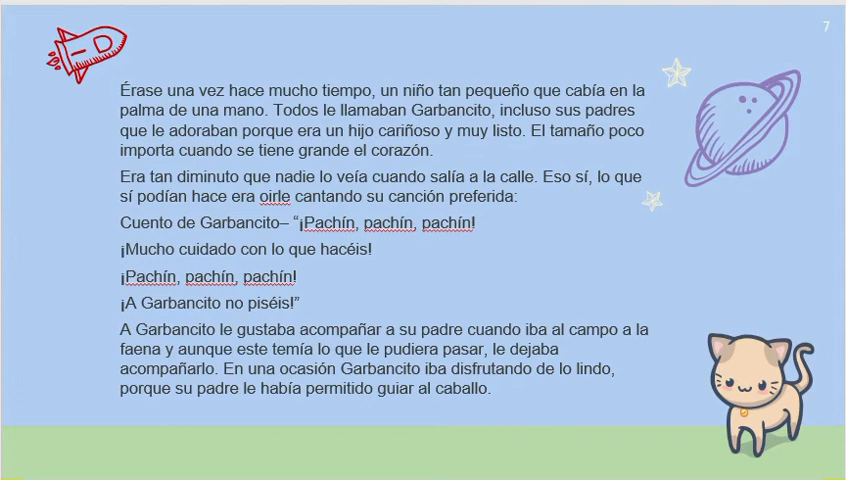 7
Érase una vez hace mucho tiempo, un niño tan pequeño que cabía en la
palma de una mano. Todos le llamaban Garbancito, incluso sus padres
que le adoraban porque era un hijo cariñoso y muy listo. El tamaño poco
importa cuando se tiene grande el corazón.
Era tan diminuto que nadie lo veía cuando salía a la calle. Eso sí, lo que
sí podían hace era oirle cantando su canción preferida:
Cuento de Garbancito– “¡Pachín, pachín, pachín!
¡Mucho cuidado con lo que hacéis!
¡Pachín, pachín, pachín!
¡A Garbancito no piséis!”
A Garbancito le gustaba acompañar a su padre cuando iba al campo a la
faena y aunque este temía lo que le pudiera pasar, le dejaba
acompañarlo. En una ocasión Garbancito iba disfrutando de lo lindo,
porque su padre le había permitido guiar al caballo.